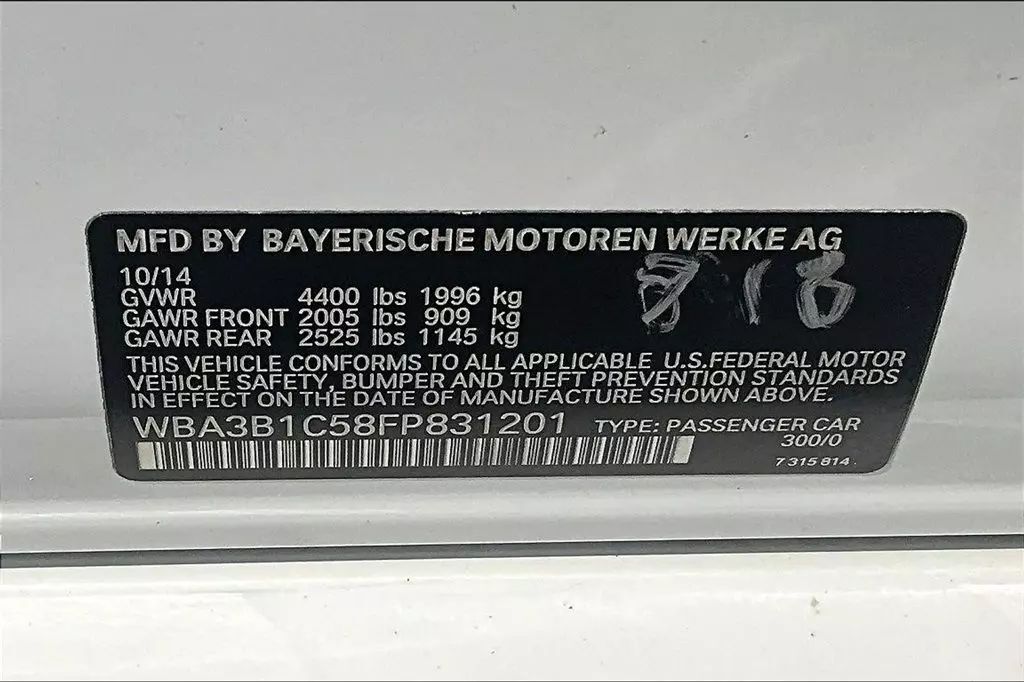 MFD BY BAYERISCHE MOTOREN WERKE AG
10/14
GVWR 4400 lbs 1996 kg
GAWR FRONT 2005 lbs 909 kg
GAWR REAR 2525 lbs 1145 kg
THIS VEHICLE CONFORMS TO ALL APPLICABLE U.S.FEDERAL MOTOR
VEHICLE SAFETY, BUMPER AND THEFT PREVENTION STANDARDS
IN EFFECT ON THE DATE OF MANUFACTURE SHOWN ABOVE.
WBA3B1C58FP831201 TYPE: PASSENGER CAR
300/0
7 315 814